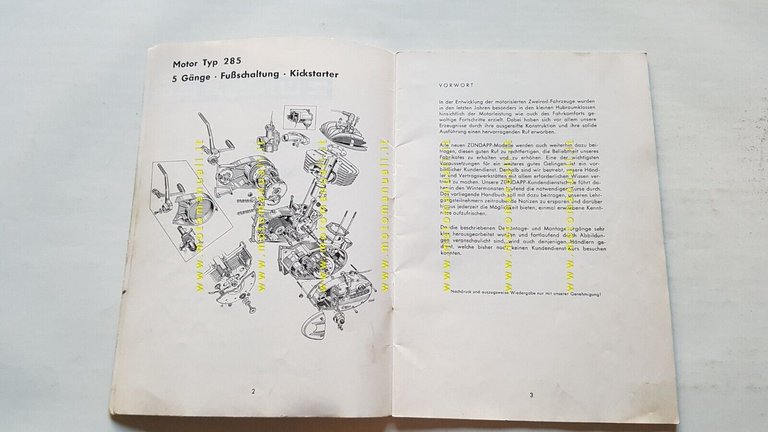 Motor Typ 285
5 Gänge · Fußschaltung · Kickstarter
2
VORWORT
In der Entwicklung der motorisierten Zweirad-Fahrzeuge wurden
in den letzten Jahren besonders in den kleinen Hubraumklassen
hinsichtlich der Motorleistung wie auch des Fahrkomforts ge-
waltige Fortschritte erzielt. Dabei haben sich vor allem unsere
Erzeugnisse durch ihre ausgereifte Konstruktion und ihre solide
Ausführung einen hervorragenden Ruf erworben.
Alle neuen ZÜNDAPP-Modelle werden auch weiterhin dazu bei-
tragen, diesen guten Ruf zu rechtfertigen, die Beliebtheit unseres
Fabrikates zu erhalten und zu erhöhen. Eine der wichtigsten
Voraussetzungen für ein weiteres gutes Gelingen ist ein vor-
bildlicher Kundendienst. Deshalb sind wir bestrebt, unsere Händ-
ler und Vertragswerkstätten mit allem erforderlichen Wissen ver-
traut zu machen. Unsere ZÜNDAPP-Kundendienstschule führt da-
her in den Wintermonaten laufend die notwendigen Kurse durch.
Das vorliegende Handbuch soll mit dazu beitragen, unseren Lehr-
gangsteilnehmern zeitraubende Notizen zu ersparen und darüber
hinaus jederzeit die Möglichkeit bieten, einmal erworbene Kennt-
nisse aufzufrischen.
Da die beschriebenen Demontage- und Montagevorgänge sehr
klar herausgearbeitet wurden und fortlaufend durch Abbildun-
gen veranschaulicht sind, wird auch denjenigen Händlern ge-
dient, welche bisher noch keinen Kundendienstkurs besuchen
konnten.
Nachdruck und auszugsweise Wiedergabe nur mit unserer Genehmigung!
3